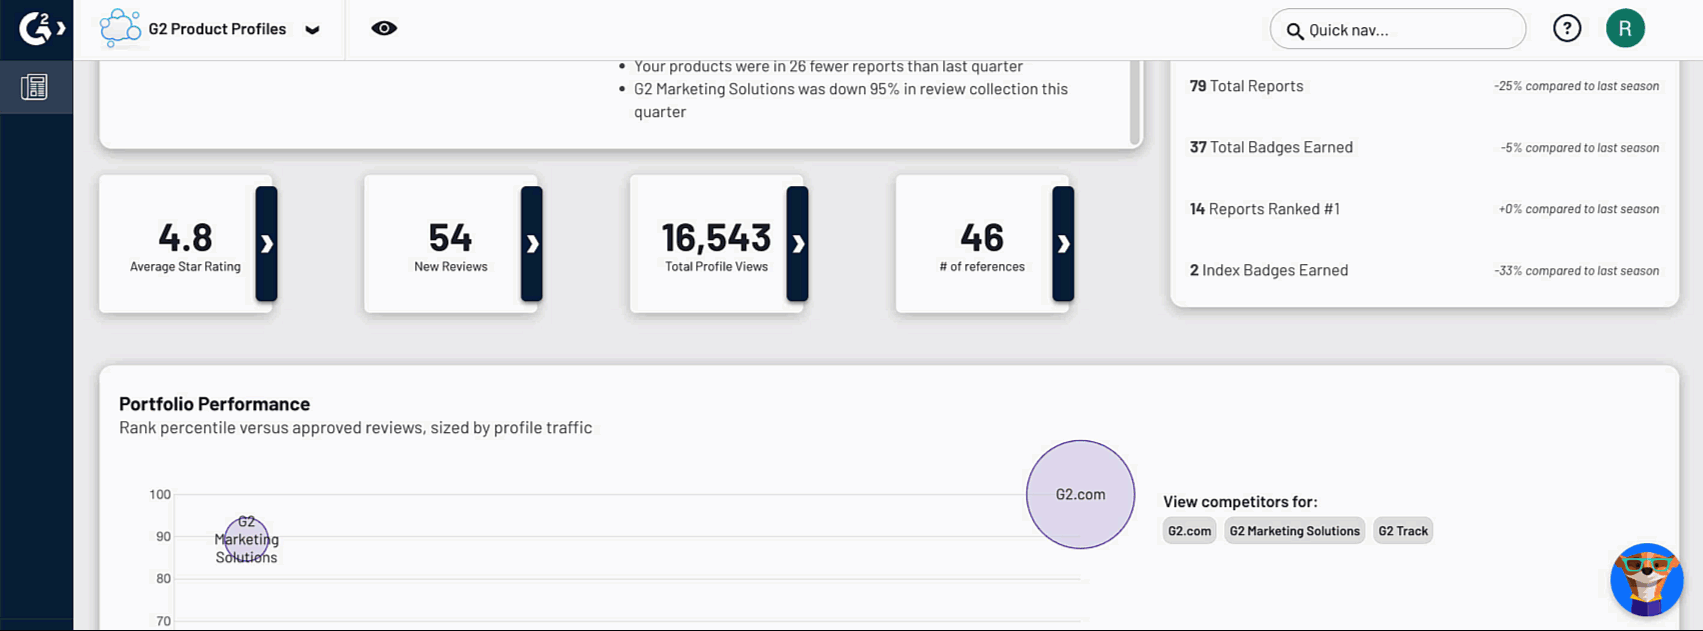 G2
G2 Product Profiles
Quick nav...
?
R
Your products were in 26 fewer reports than last quarter
G2 Marketing Solutions was down 95% in review collection this
quarter
79 Total Reports
-25% compared to last season
37 Total Badges Earned
-5% compared to last season
14 Reports Ranked #1
+0% compared to last season
2 Index Badges Earned
-33% compared to last season
4.8
Average Star Rating
54
New Reviews
16,543
Total Profile Views
46
# of references
Portfolio Performance
Rank percentile versus approved reviews, sized by profile traffic
100
90
80
70
G2
Marketing
Solutions
G2.com
View competitors for:
G2.com
G2 Marketing Solutions
G2 Track